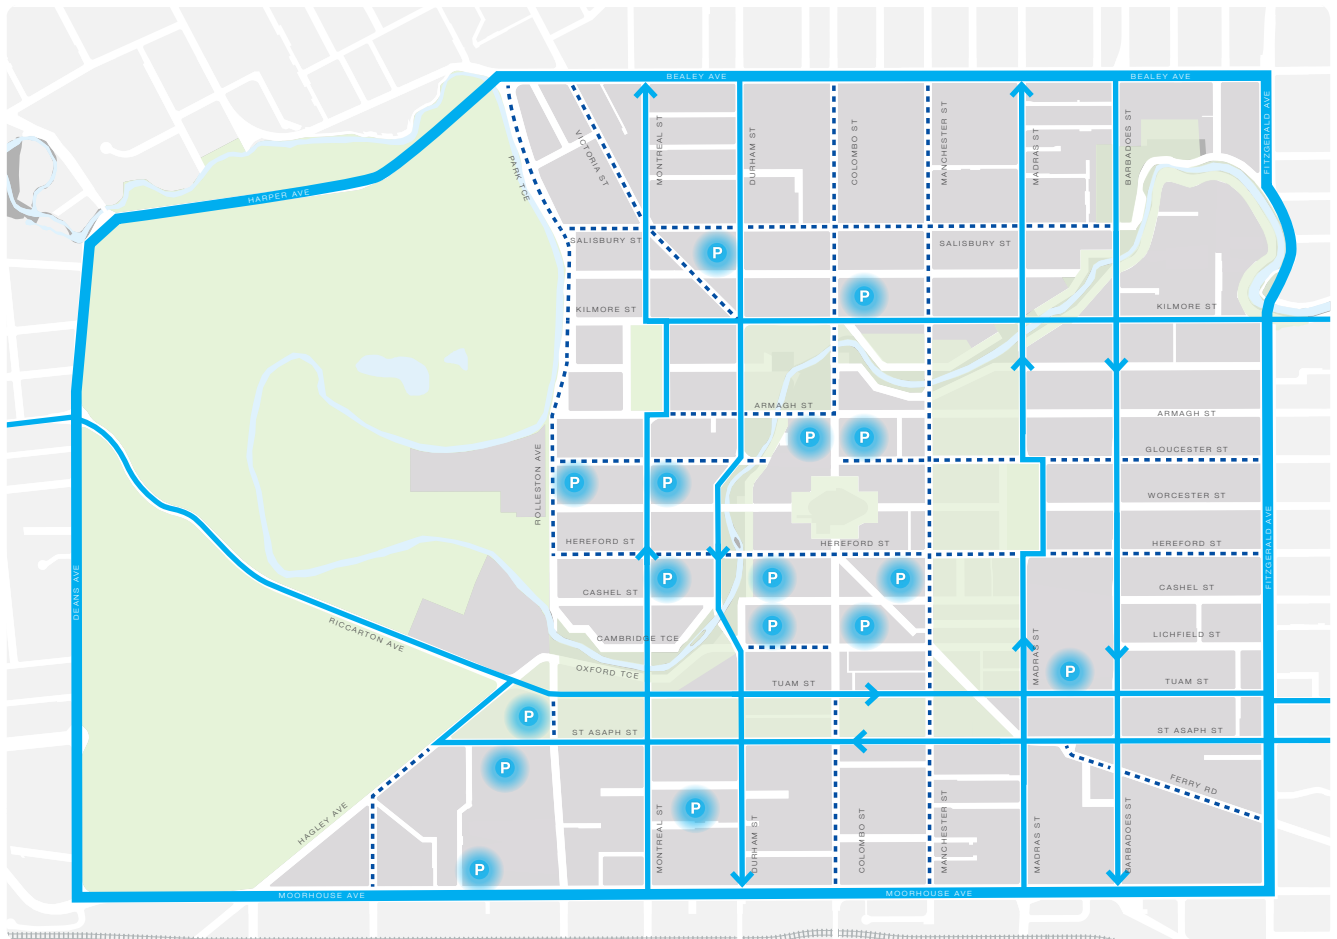 BEALEY AVE
BEALEY AVE
FITZGERALD AVE
MONTREAL ST
DURHAM ST
COLOMBO ST
MANCHESTER ST
MADRAS ST
BARBADOES ST
VICTORIA ST
PARK TCE
HARPER AVE
SALISBURY ST
SALISBURY ST
P
P
KILMORE ST
KILMORE ST
ARMAGH ST
ARMAGH ST
P
P
GLOUCESTER ST
ROLLESTON AVE
P
P
WORCESTER ST
HEREFORD ST
HEREFORD ST
HEREFORD ST
FITZGERALD AVE
DEANS AVE
P
P
P
CASHEL ST
CASHEL ST
P
P
RICCARTON AVE
CAMBRIDGE TCE
LICHFIELD ST
MADRAS ST
OXFORD TCE
P
TUAM ST
TUAM ST
P
ST ASAPH ST
ST ASAPH ST
P
FERRY RD
P
HAGLEY AVE
MONTREAL ST
DURHAM ST
COLOMBO ST
MANCHESTER ST
MADRAS ST
BARBADOES ST
P
MOORHOUSE AVE
MOORHOUSE AVE